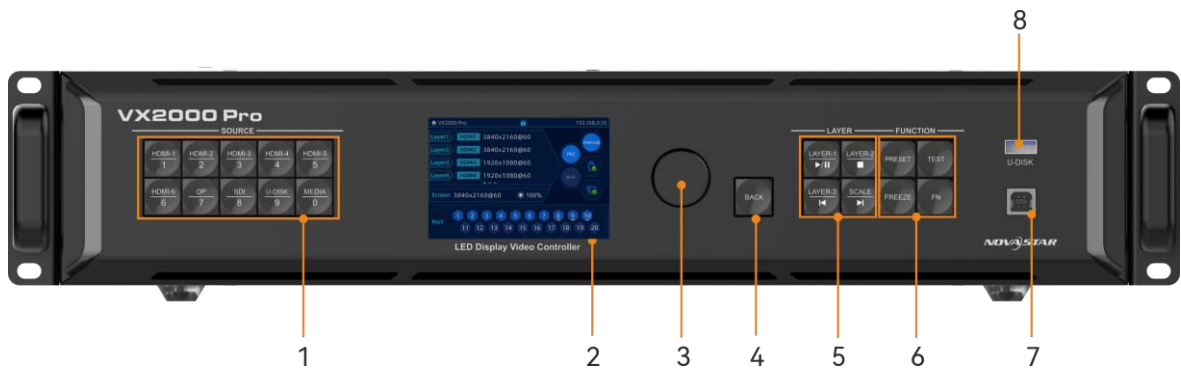 8
VX2000 Pro
SOURCE
HDMI-1 HDMI-2 HDMI-3 HDMI-4 HDMI-5
1 2 3 4 5
HDMI-6 DP SDI U-DISK MEDIA
6 7 8 9 0
VX2000 Pro 192.168.0.10
Layer1 HDMI1 3840x2160@60
Layer2 HDMI2 3840x2160@60
Layer3 HDMI3 1920x1080@60
Layer4 HDMI4 1920x1080@60
Screen 3840x2160@60 100%
Port 1 2 3 4 5 6 7 8 9 10
11 12 13 14 15 16 17 18 19 20
LED Display Video Controller
BACK
LAYER FUNCTION
LAYER-1 LAYER-2 PRESET TEST
LAYER-3 SCALE FREEZE FN
U-DISK
NOVASTAR
1 2 3 4 5 6 7